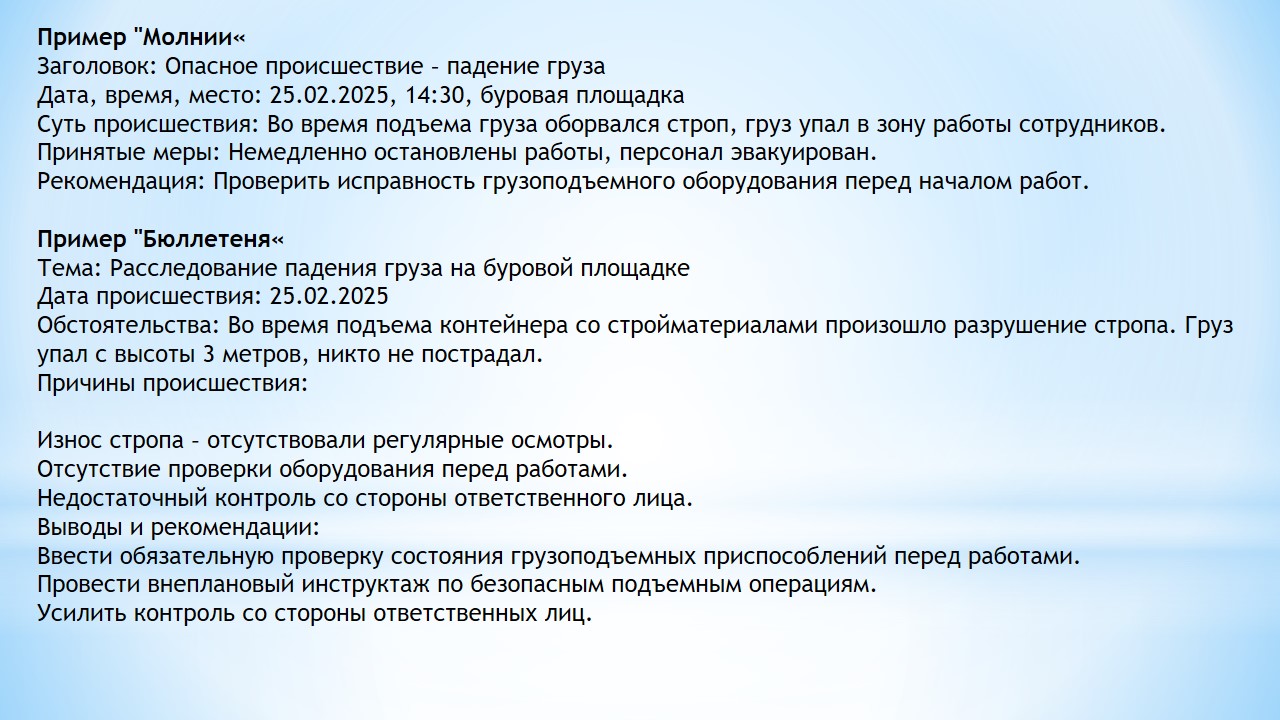 Пример "Молнии«
Заголовок: Опасное происшествие – падение груза
Дата, время, место: 25.02.2025, 14:30, буровая площадка
Суть происшествия: Во время подъема груза оборвался строп, груз упал в зону работы сотрудников.
Принятые меры: Немедленно остановлены работы, персонал эвакуирован.
Рекомендация: Проверить исправность грузоподъемного оборудования перед началом работ.
Пример "Бюллетеня«
Тема: Расследование падения груза на буровой площадке
Дата происшествия: 25.02.2025
Обстоятельства: Во время подъема контейнера со стройматериалами произошло разрушение стропа. Груз
упал с высоты 3 метров, никто не пострадал.
Причины происшествия:
Износ стропа – отсутствовали регулярные осмотры.
Отсутствие проверки оборудования перед работами.
Недостаточный контроль со стороны ответственного лица.
Выводы и рекомендации:
Ввести обязательную проверку состояния грузоподъемных приспособлений перед работами.
Провести внеплановый инструктаж по безопасным подъемным операциям.
Усилить контроль со стороны ответственных лиц.